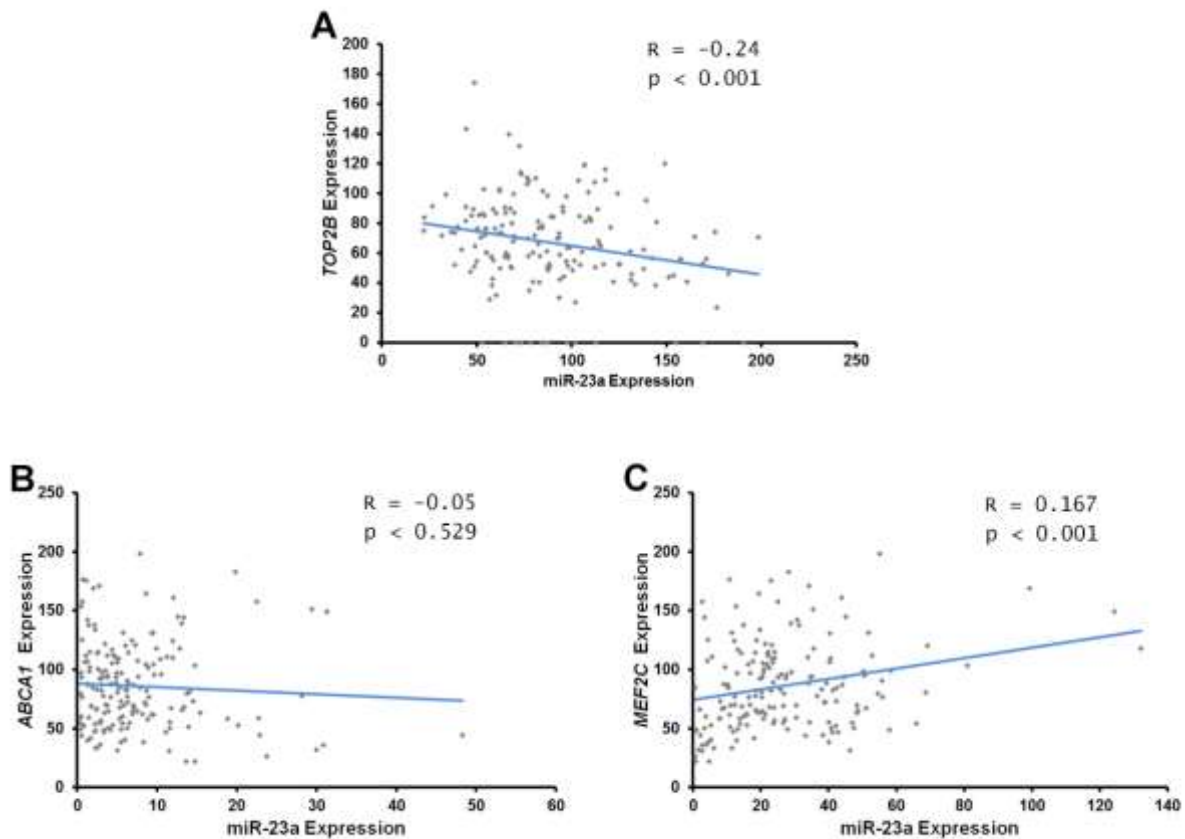 A
R = -0.24
p < 0.001
200
180
160
140
120
100
80
60
40
20
0
TOP2B Expression
0 50 100 150 200 250
miR-23a Expression
B
R = -0.05
p < 0.529
250
200
150
100
50
0
ABCA1 Expression
0 10 20 30 40 50 60
miR-23a Expression
C
R = 0.167
p < 0.001
250
200
150
100
50
0
MEF2C Expression
0 20 40 60 80 100 120 140
miR-23a Expression